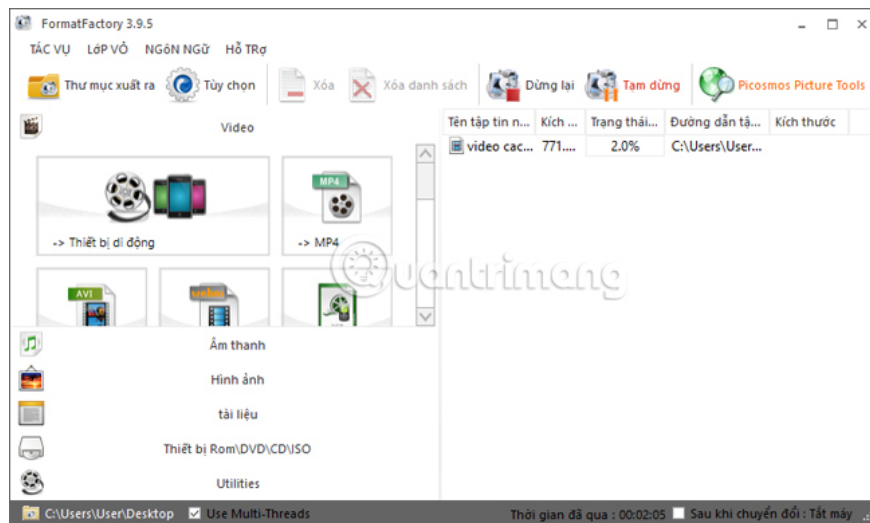 FormatFactory 3.9.5
TÁC VỤ LớP Vỏ NGôN NGữ Hỗ TRợ
Thư mục xuất ra Tùy chọn Xóa Xóa danh sách Dừng lại Tạm dừng Picosmos Picture Tools
Video
Tên tập tin n... Kích ... Trạng thái... Đường dẫn tậ... Kích thước
video cac... 771.... 2.0% C:\Users\User...
MP4
-> Thiết bị di động -> MP4
Quantrimang
AVI webm
Âm thanh
Hình ảnh
tài liệu
Thiết bị Rom\DVD\CD\ISO
Utilities
C:\Users\User\Desktop Use Multi-Threads Thời gian đã qua : 00:02:05 Sau khi chuyển đổi : Tắt máy